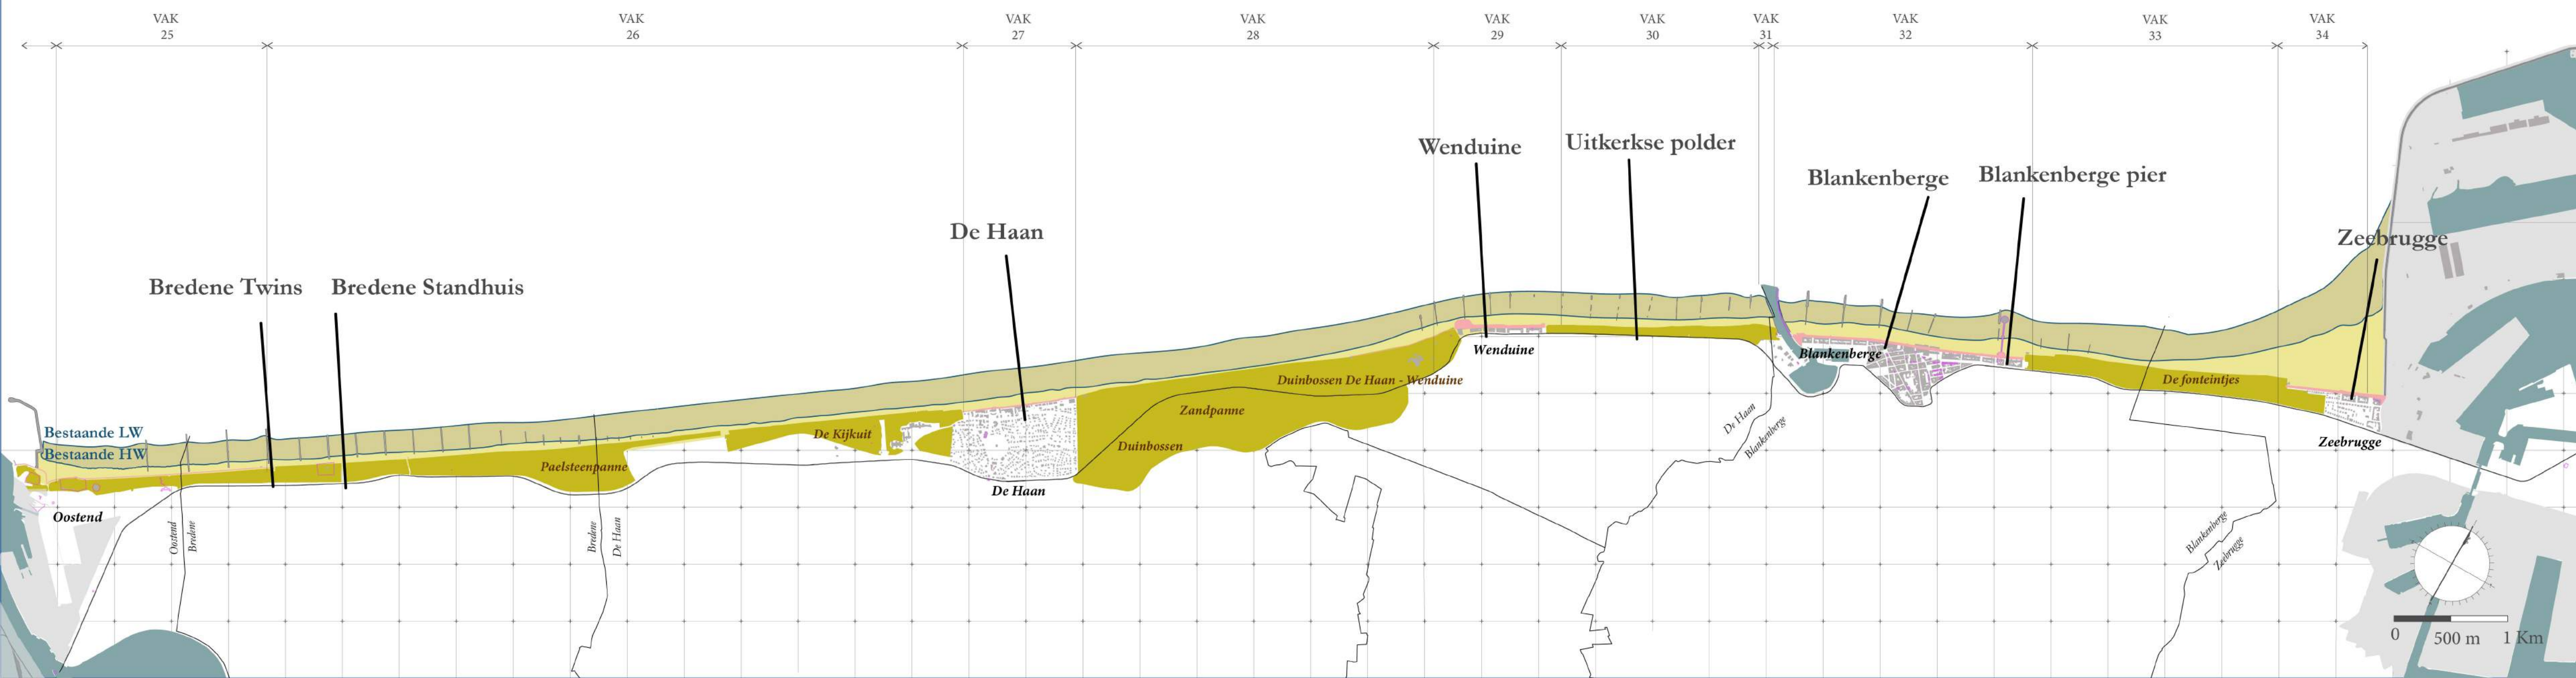 VAK
25
VAK
26
VAK
27
VAK
28
VAK
29
VAK
30
VAK
31
VAK
32
VAK
33
VAK
34
Wenduine
Uitkerkse polder
Blankenberge
Blankenberge pier
De Haan
Zeebrugge
Bredene Twins
Bredene Standhuis
Wenduine
Blankenberge
Duinbossen De Haan - Wenduine
De fonteintjes
Zandpanne
De Haan
Blankenberge
Bestaande LW
De Kijkuit
Bestaande HW
Duinbossen
Zeebrugge
Paelsteenpanne
De Haan
Oostend
Oostend
Bredene
Bredene
De Haan
Blankenberge
Zeebrugge
0
500 m
1 Km